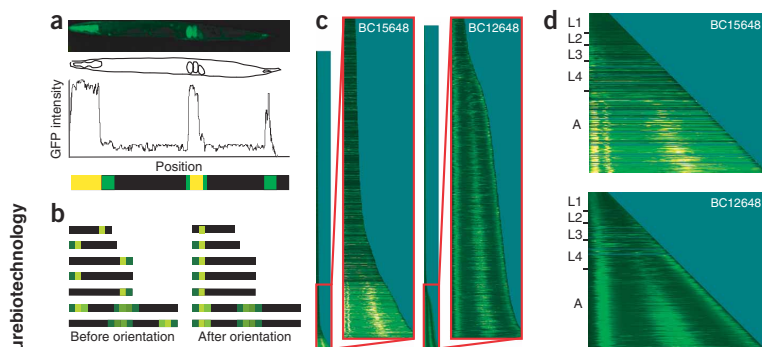 a
GFP intensity
Position
b
Before orientation
After orientation
c
BC15648
BC12648
d
BC15648
L1
L2
L3
L4
A
BC12648
L1
L2
L3
L4
A
urebiotechnology